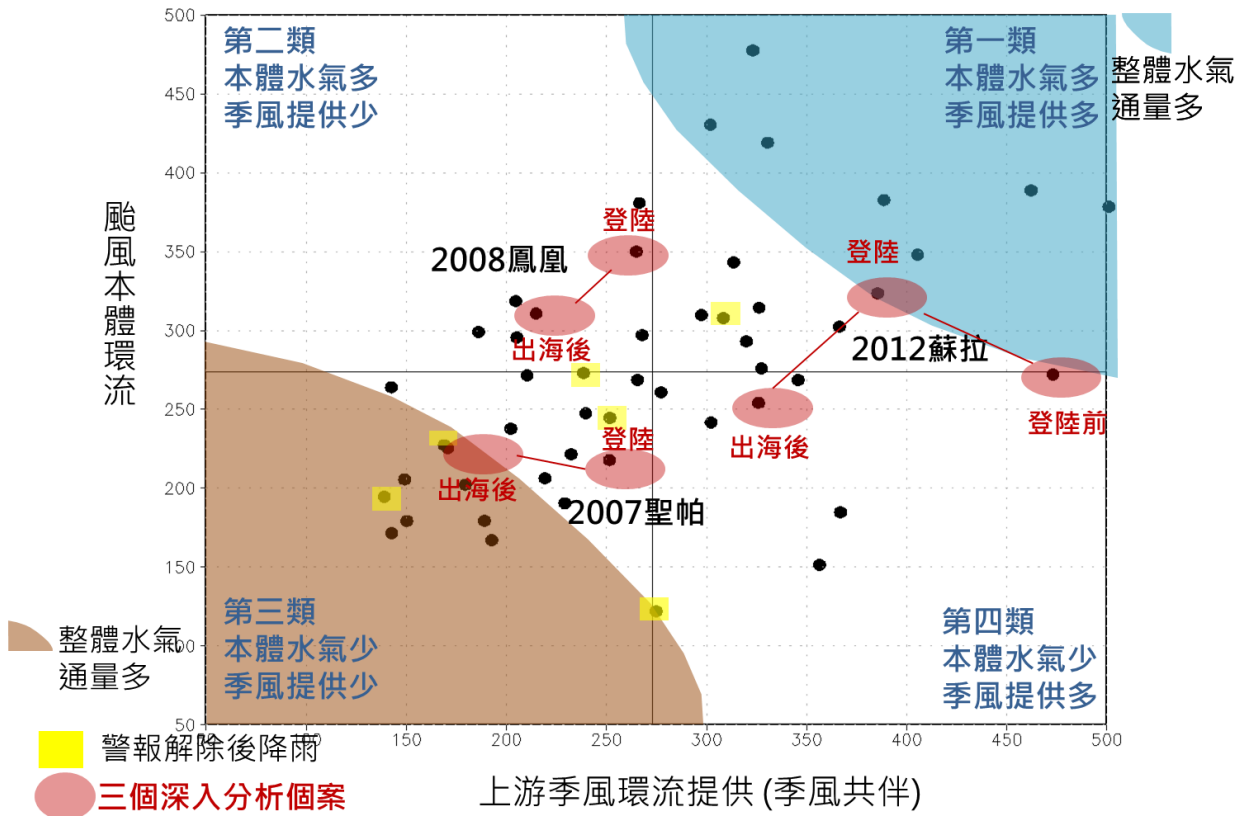 500
第二類
本體水氣多
季風提供少
第一類
本體水氣多
季風提供多
整體水氣
通量多
450
400
350
300
250
200
150
100
50
颱風本體環流
2008鳳凰
登陸
出海後
登陸
2012蘇拉
登陸前
出海後
登陸
出海後
2007聖帕
第三類
本體水氣少
季風提供少
第四類
本體水氣少
季風提供多
整體水氣
通量多
50
100
150
200
250
300
350
400
450
500
警報解除後降雨
三個深入分析個案
上游季風環流提供 (季風共伴)